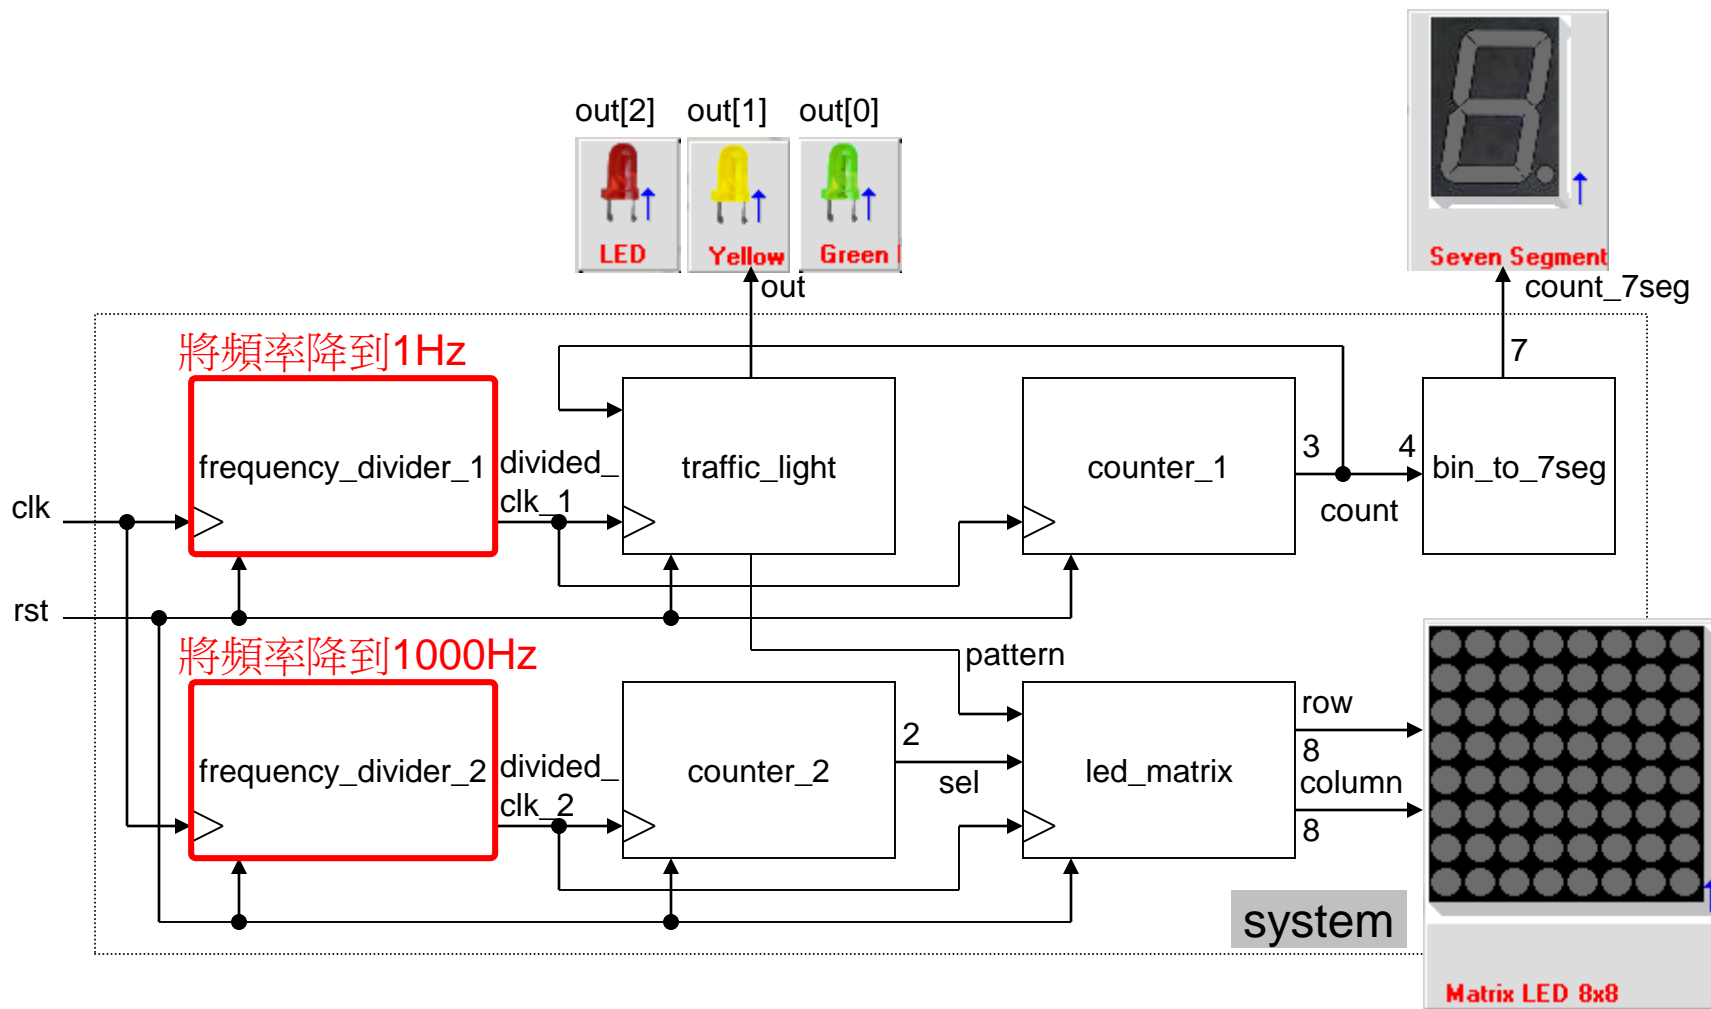 out[2] out[1] out[0]
LED Yellow Green
Seven Segment
out
count_7seg
將頻率降到1Hz
7
frequency_divider_1
divided_
clk_1
traffic_light
counter_1
3
4
bin_to_7seg
count
clk
rst
將頻率降到1000Hz
pattern
frequency_divider_2
divided_
clk_2
counter_2
2
sel
led_matrix
row
8
column
8
system
Matrix LED 8x8